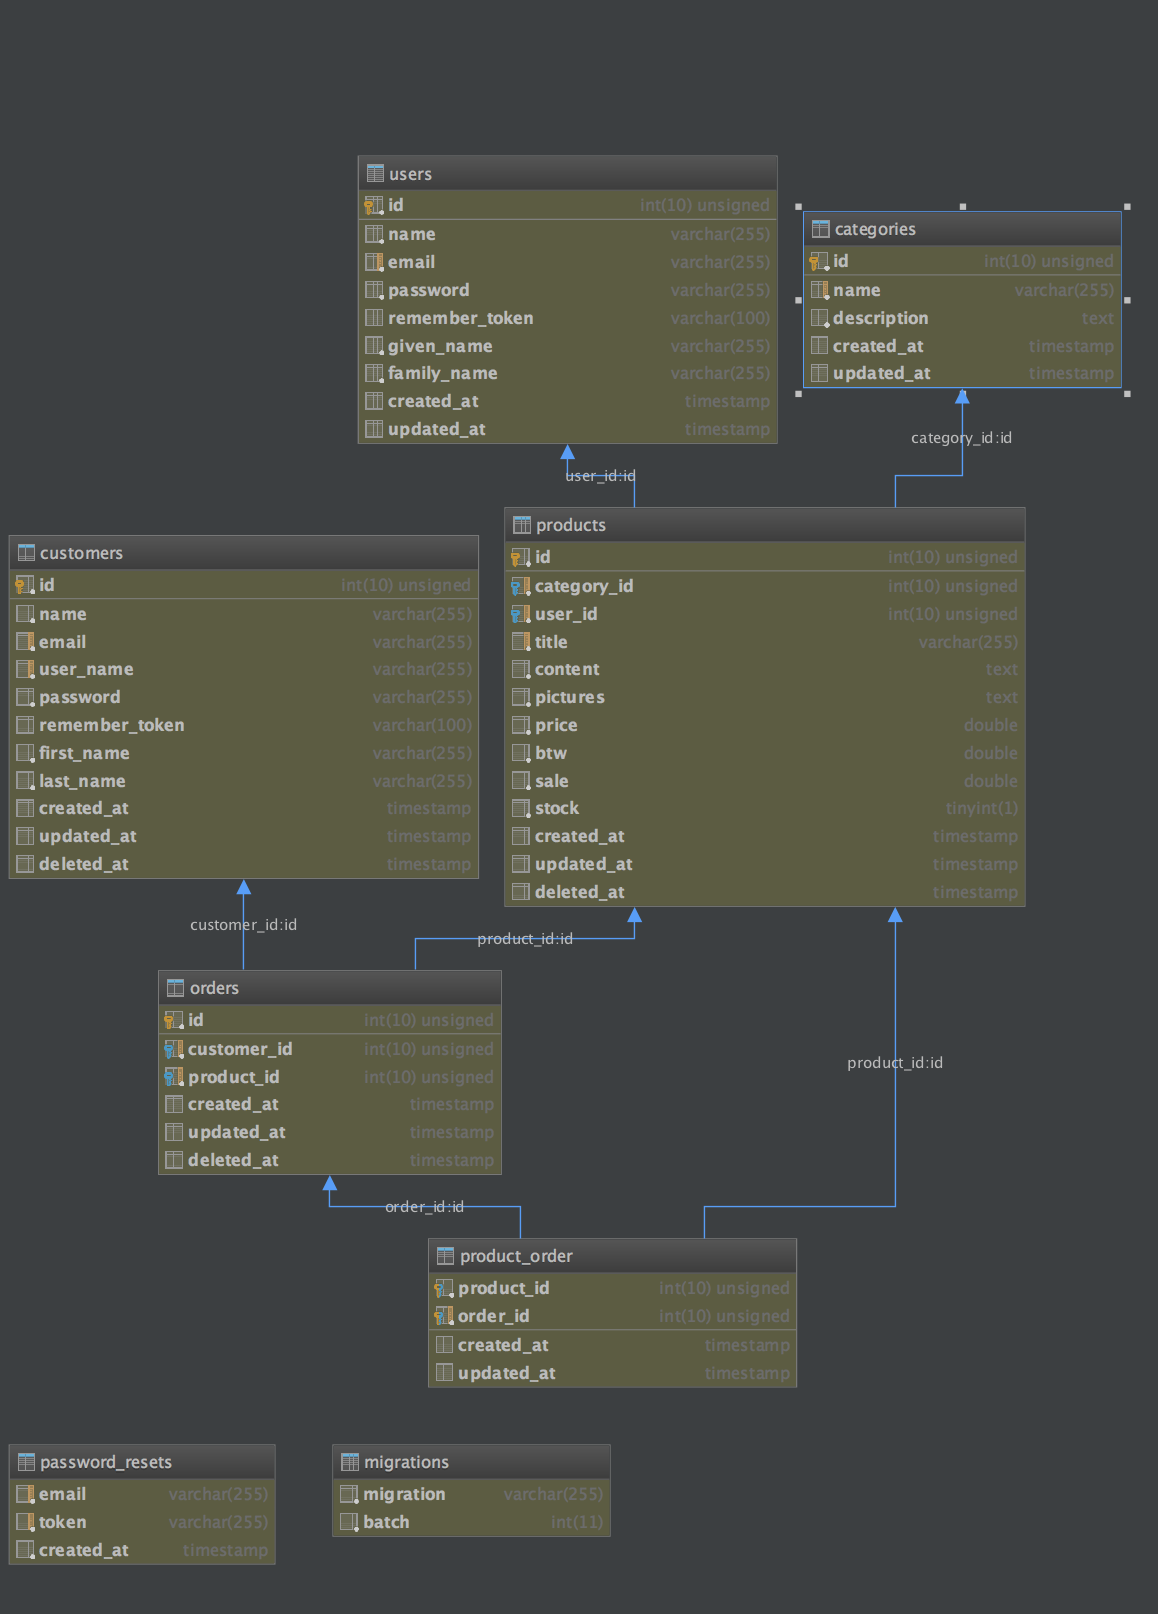 users
id int(10) unsigned
name varchar(255)
email varchar(255)
password varchar(255)
remember_token varchar(100)
given_name varchar(255)
family_name varchar(255)
created_at timestamp
updated_at timestamp
categories
id int(10) unsigned
name varchar(255)
description text
created_at timestamp
updated_at timestamp
category_id:id
user_id:id
products
id int(10) unsigned
category_id int(10) unsigned
user_id int(10) unsigned
title varchar(255)
content text
pictures text
price double
btw double
sale double
stock tinyint(1)
created_at timestamp
updated_at timestamp
deleted_at timestamp
customers
id int(10) unsigned
name varchar(255)
email varchar(255)
user_name varchar(255)
password varchar(255)
remember_token varchar(100)
first_name varchar(255)
last_name varchar(255)
created_at timestamp
updated_at timestamp
deleted_at timestamp
customer_id:id
product_id:id
orders
id int(10) unsigned
customer_id int(10) unsigned
product_id int(10) unsigned
created_at timestamp
updated_at timestamp
deleted_at timestamp
product_id:id
order_id:id
product_order
product_id int(10) unsigned
order_id int(10) unsigned
created_at timestamp
updated_at timestamp
password_resets
email varchar(255)
token varchar(255)
created_at timestamp
migrations
migration varchar(255)
batch int(11)